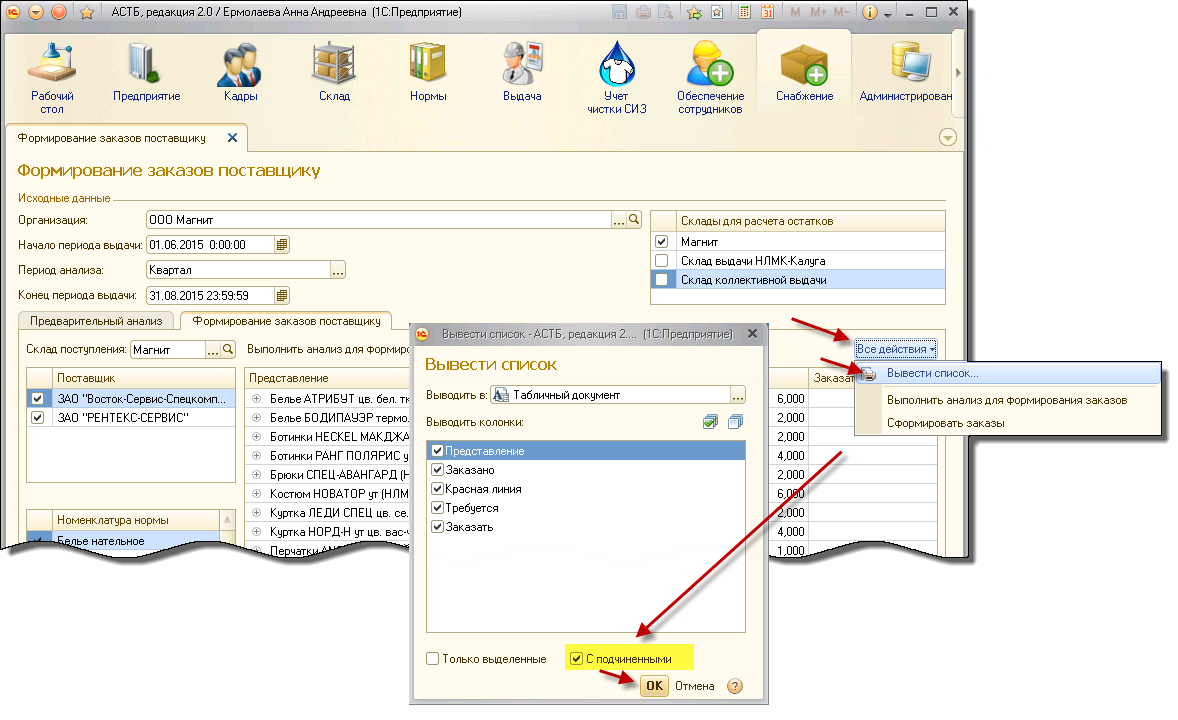 АСТБ, редакция 2.0 / Ермолаева Анна Андреевна (1С:Предприятие)
M M+ M-
Рабочий стол
Предприятие
Кадры
Склад
Нормы
Выдача
Учет чистки СИЗ
Обеспечение сотрудников
Снабжение
Администрирован
Формирование заказов поставщику
Формирование заказов поставщику
Исходные данные
Организация: ООО Магнит
Начало периода выдачи: 01.06.2015 0:00:00
Период анализа: Квартал
Конец периода выдачи: 31.08.2015 23:59:59
Склады для расчета остатков
Магнит
Склад выдачи НЛМК-Калуга
Склад коллективной выдачи
Предварительный анализ
Формирование заказов поставщику
Склад поступления: Магнит
Выполнить анализ для формиро
Все действия
Вывести список...
Выполнить анализ для формирования заказов
Сформировать заказы
Поставщик
ЗАО "Восток-Сервис-Спецкомп...
ЗАО "РЕНТЕКС-СЕРВИС"
Номенклатура нормы
Белье нательное
Представление
Заказат
Белье АТРИБУТ цв. бел. тк 6,000
Белье БОДИПАУЭР термо. 2,000
Ботинки HECKEL МАКДЖА 2,000
Ботинки РАНГ ПОЛЯРИС у 4,000
Брюки СПЕЦ-АВАНГАРД (Н 2,000
Костюм НОВАТОР ут (НЛМ 6,000
Куртка ЛЕДИ СПЕЦ цв. се. 2,000
Куртка НОРД-Н ут цв. вас-ч 4,000
Перчатки 1,000
Вывести список - АСТБ, редакция 2.... (1С:Предприятие)
Вывести список
Выводить в: Табличный документ
Выводить колонки:
Представление
Заказано
Красная линия
Требуется
Заказать
Только выделенные
С подчиненными
OK
Отмена
?